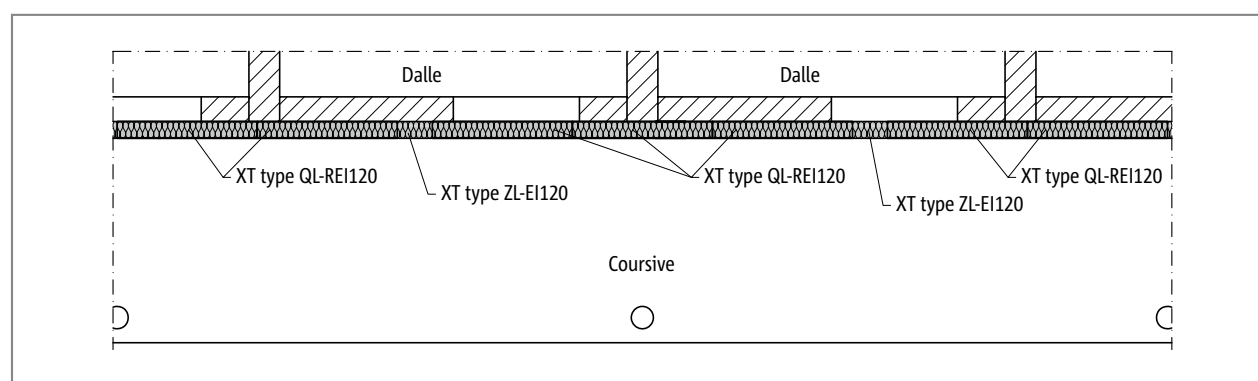 Dalle
Dalle
XT type QL-REI120
XT type ZL-EI120
XT type QL-REI120
XT type ZL-EI120
XT type QL-REI120
Coursive